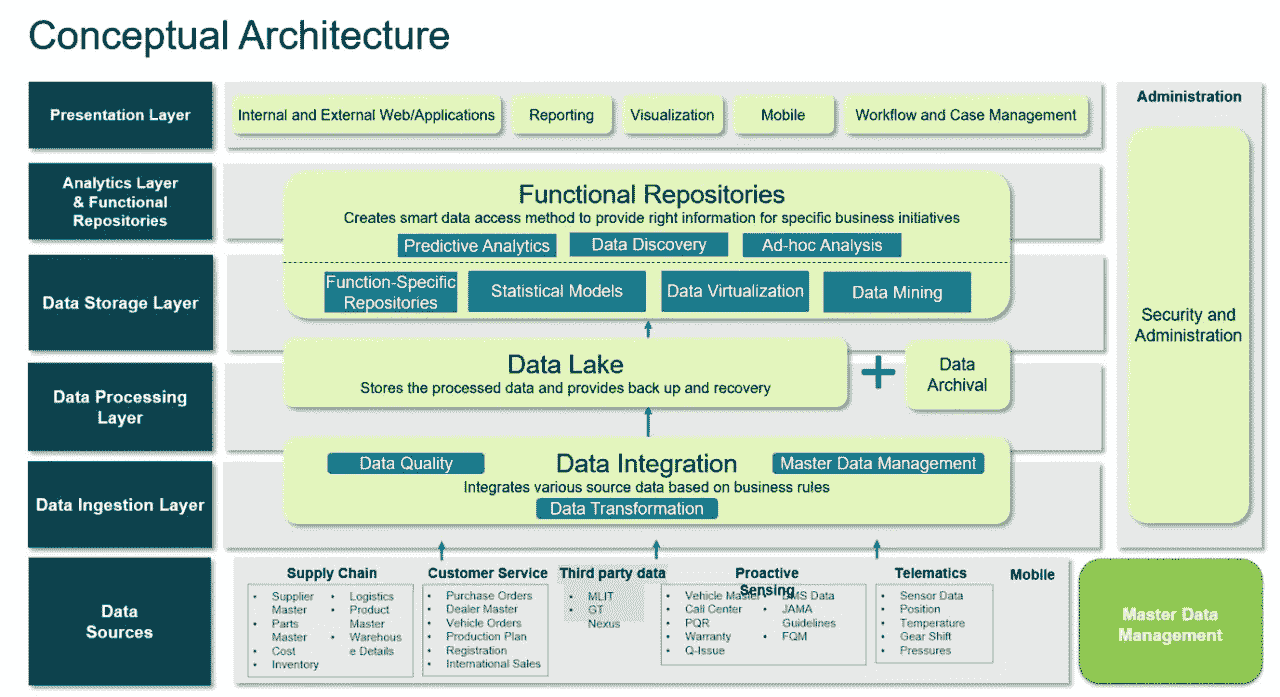 Conceptual Architecture
Presentation Layer
Internal and External Web/Applications
Reporting
Visualization
Mobile
Workflow and Case Management
Administration
Security and
Administration
Analytics Layer
& Functional
Repositories
Functional Repositories
Creates smart data access method to provide right information for specific business initiatives
Predictive Analytics
Data Discovery
Ad-hoc Analysis
Data Storage Layer
Function-Specific
Repositories
Statistical Models
Data Virtualization
Data Mining
Data Processing
Layer
Data Lake
Stores the processed data and provides back up and recovery
+
Data
Archival
Data Ingestion Layer
Data Quality
Data Integration
Master Data Management
Integrates various source data based on business rules
Data Transformation
Data
Sources
Supply Chain
• Supplier
Master
• Parts
Master
• Cost
• Inventory
• Logistics
• Product
Master
• Warehous
e Details
Customer Service
• Purchase Orders
• Dealer Master
• Vehicle Orders
• Production Plan
• Registration
• International Sales
Third party data
• MLIT
• GT
Nexus
Proactive
Sensing
• Vehicle Master
• Call Center
• PQR
• Warranty
• Q-Issue
• DMS Data
• JAMA
Guidelines
• FQM
Telematics
• Sensor Data
• Position
• Temperature
• Gear Shift
• Pressures
Mobile
Master Data
Management